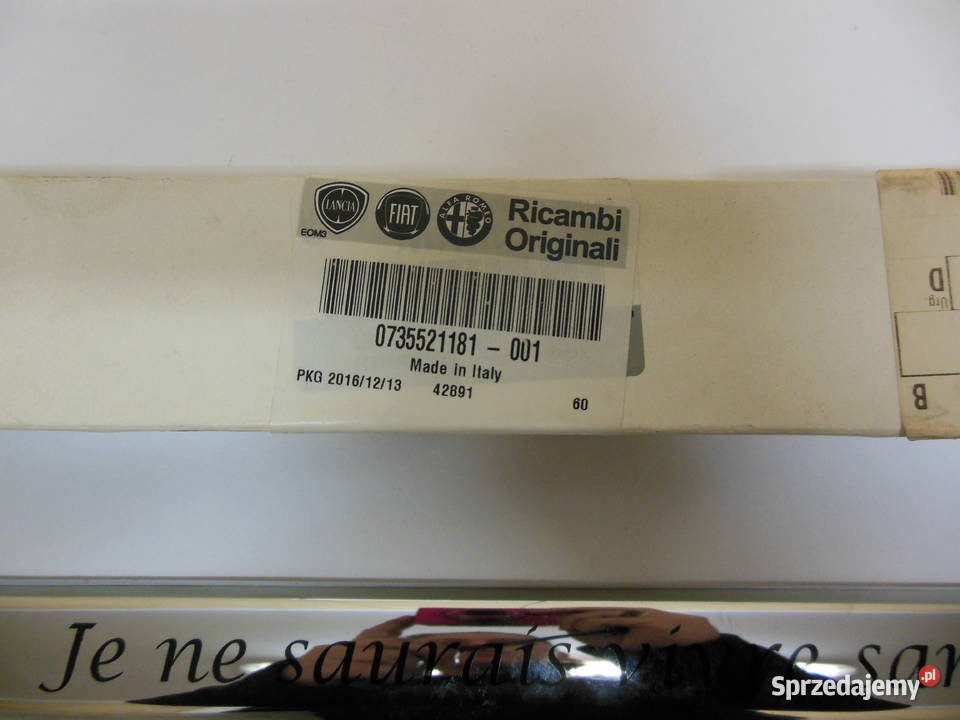 LANCIA FIAT ALFA ROMEO
Ricambi
Originali
EOM3
0735521181 - 001
Made in Italy
PKG 2016/12/13 42891 60
D
Urg.
B
Je ne saurais vivre san
Sprzedajemy.pl